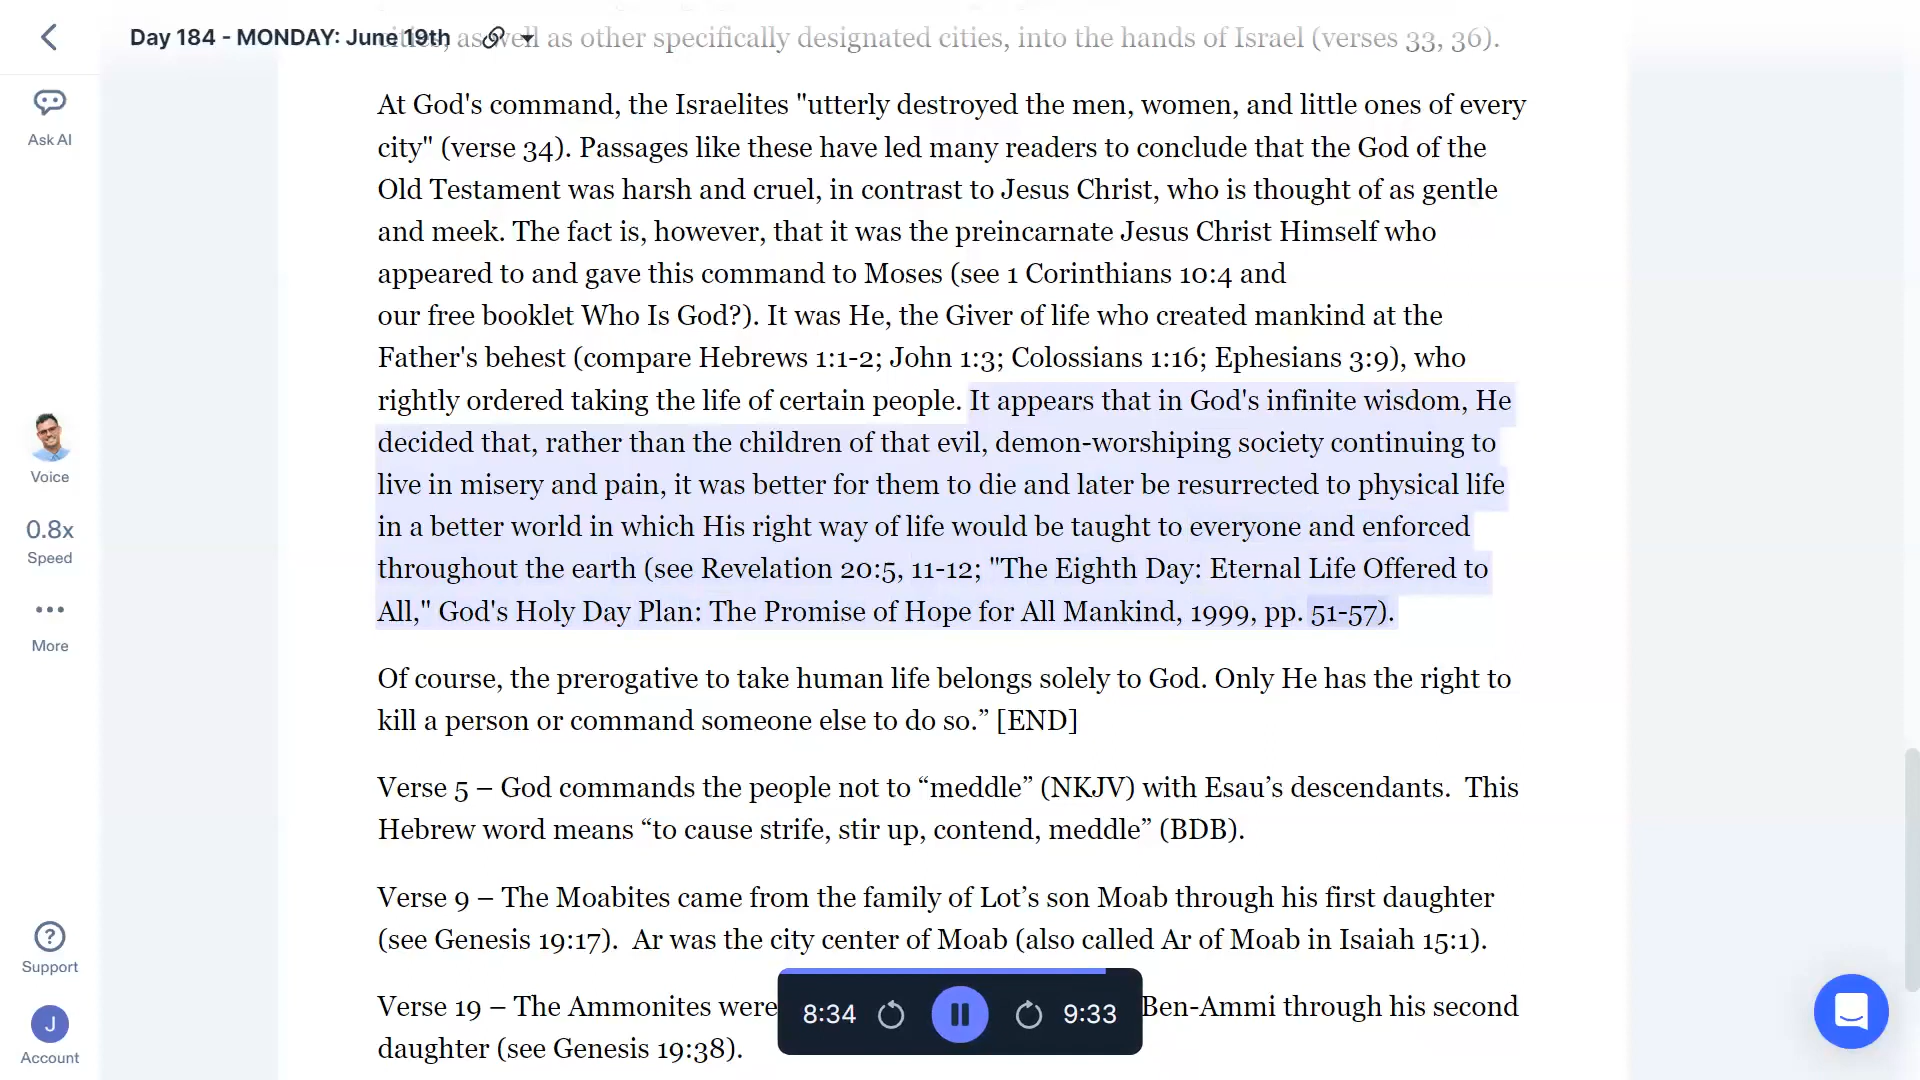 Day 184 - MONDAY: June 19th
cities, as well as other specifically designated cities, into the hands of Israel (verses 33, 36).
Ask AI
At God's command, the Israelites "utterly destroyed the men, women, and little ones of every
city" (verse 34). Passages like these have led many readers to conclude that the God of the
Old Testament was harsh and cruel, in contrast to Jesus Christ, who is thought of as gentle
and meek. The fact is, however, that it was the preincarnate Jesus Christ Himself who
appeared to and gave this command to Moses (see 1 Corinthians 10:4 and
our free booklet Who Is God?). It was He, the Giver of life who created mankind at the
Father's behest (compare Hebrews 1:1-2; John 1:3; Colossians 1:16; Ephesians 3:9), who
rightly ordered taking the life of certain people. It appears that in God's infinite wisdom, He
decided that, rather than the children of that evil, demon-worshiping society continuing to
live in misery and pain, it was better for them to die and later be resurrected to physical life
in a better world in which His right way of life would be taught to everyone and enforced
throughout the earth (see Revelation 20:5, 11-12; "The Eighth Day: Eternal Life Offered to
All," God's Holy Day Plan: The Promise of Hope for All Mankind, 1999, pp. 51-57).
Voice
0.8x
Speed
More
Of course, the prerogative to take human life belongs solely to God. Only He has the right to
kill a person or command someone else to do so.” [END]
Verse 5 – God commands the people not to “meddle” (NKJV) with Esau’s descendants. This
Hebrew word means “to cause strife, stir up, contend, meddle” (BDB).
Verse 9 – The Moabites came from the family of Lot’s son Moab through his first daughter
(see Genesis 19:17). Ar was the city center of Moab (also called Ar of Moab in Isaiah 15:1).
Verse 19 – The Ammonites were Ben-Ammi through his second
daughter (see Genesis 19:38).
8:34
9:33
Support
J
Account